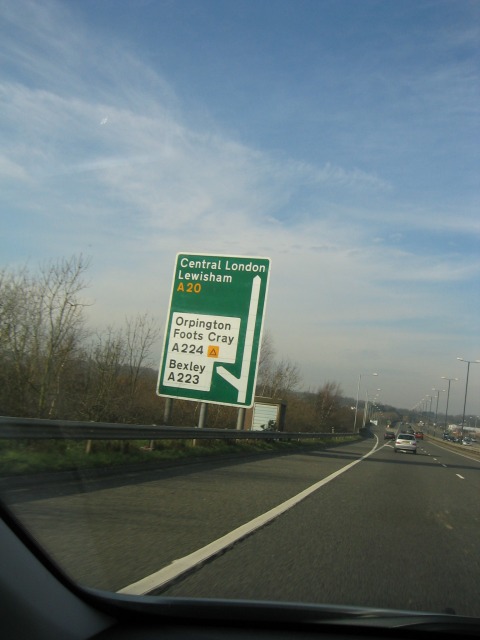 Central London
Lewisham
A20
Orpington
Foots Cray
A224
Bexley
A223